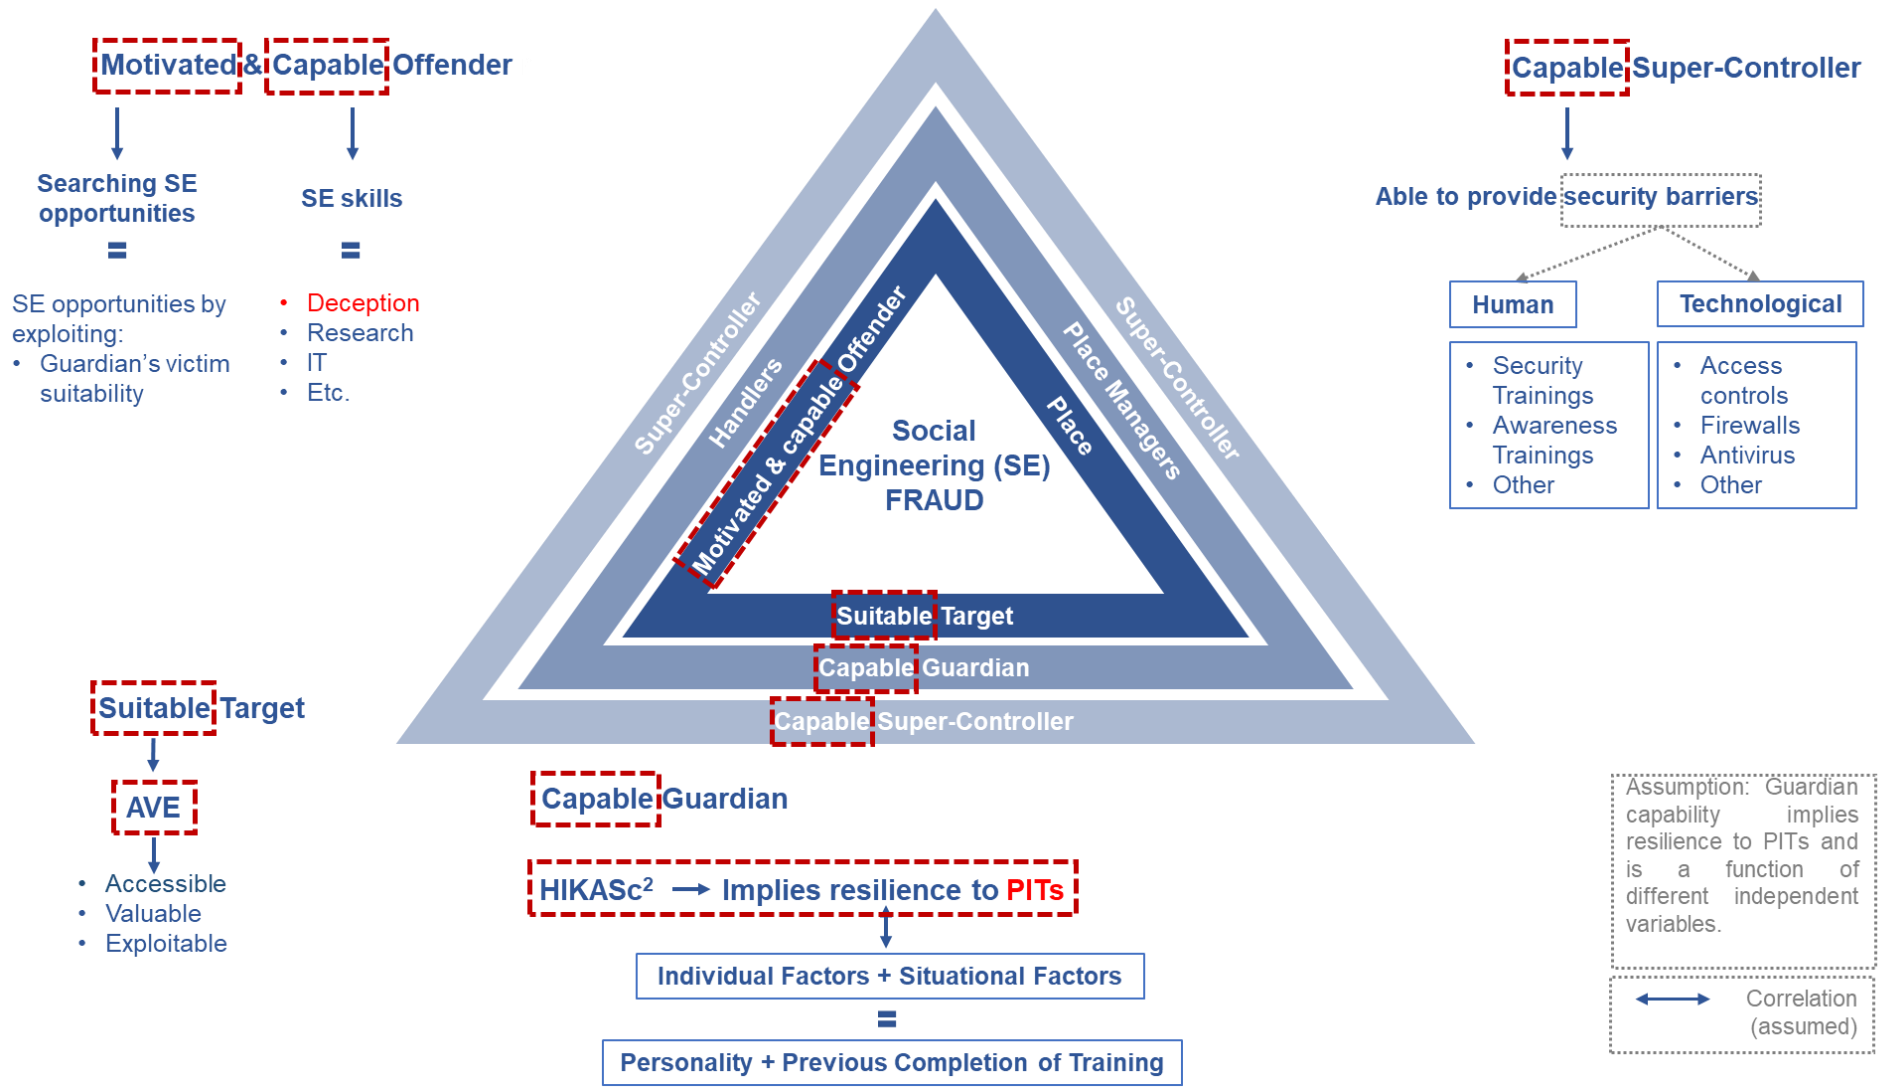 Motivated & Capable Offender
Searching SE
opportunities
=
SE opportunities by
exploiting:
• Guardian's victim
suitability
SE skills
=
• Deception
• Research
• IT
• Etc.
Capable Super-Controller
Able to provide security barriers
Human
• Security
Trainings
• Awareness
Trainings
• Other
Technological
• Access
controls
• Firewalls
• Antivirus
• Other
Super-Controller
Handlers
Motivated & capable Offender
Social
Engineering (SE)
FRAUD
Place
Place Managers
Super-Controller
Suitable Target
Capable Guardian
Capable Super-Controller
Suitable Target
AVE
• Accessible
• Valuable
• Exploitable
Capable Guardian
HIKASc² → Implies resilience to PITs
Individual Factors + Situational Factors
=
Personality + Previous Completion of Training
Assumption: Guardian
capability implies
resilience to PITs and
is a function of
different independent
variables.
Correlation
(assumed)